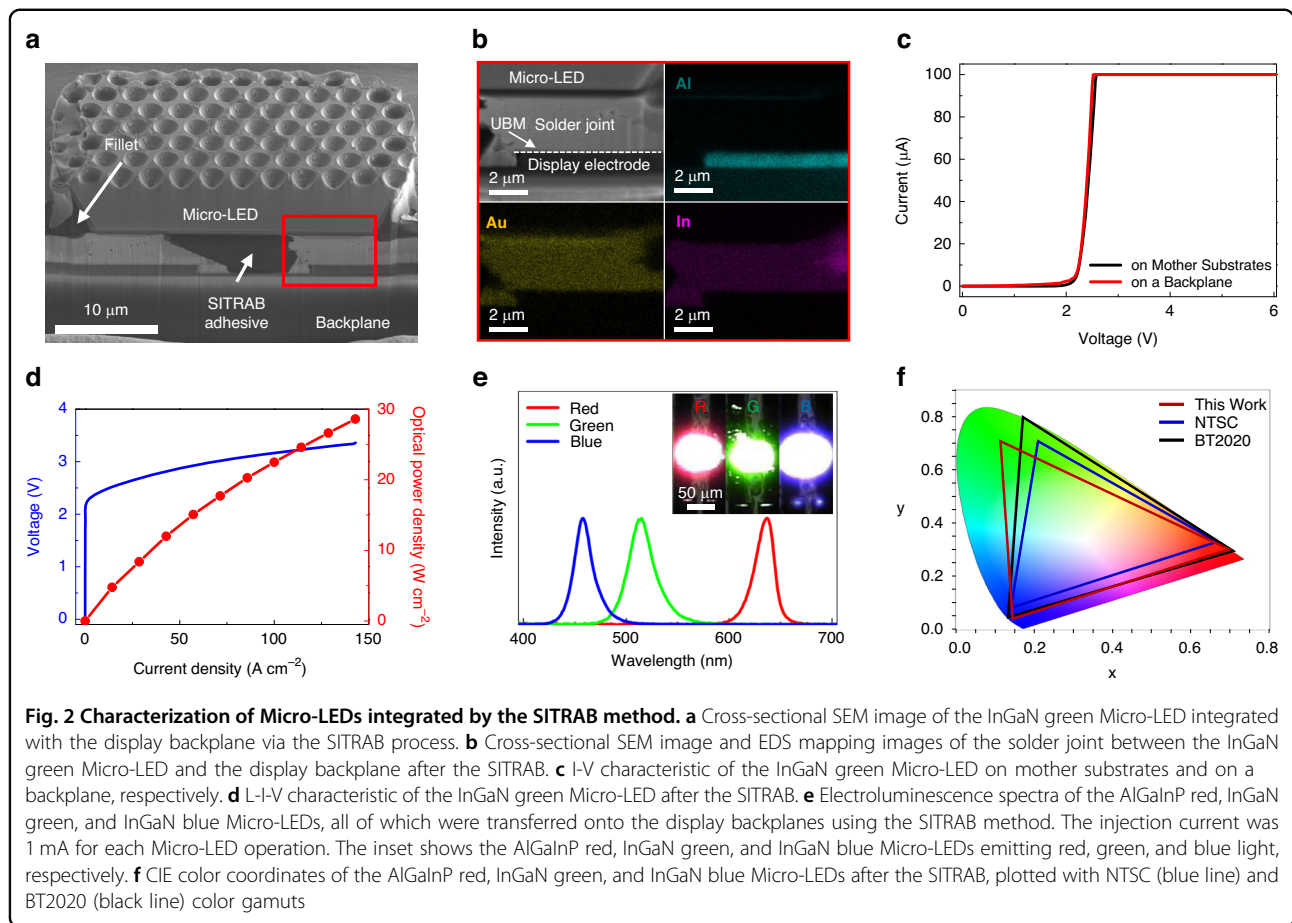 a
Fillet
Micro-LED
SITRAB
adhesive
10 μm
Backplane
b
Micro-LED
UBM
Solder joint
Display electrode
2 μm
Al
2 μm
Au
2 μm
In
2 μm
c
100
80
60
40
20
0
Current (μA)
on Mother Substrates
on a Backplane
0
2
4
6
Voltage (V)
d
4
3
2
1
0
Voltage (V)
30
25
20
15
10
5
0
Optical power density (W cm⁻²)
0
50
100
150
Current density (A cm⁻²)
e
Red
Green
Blue
R
G
B
50 μm
Intensity (a.u.)
400
500
600
700
Wavelength (nm)
f
This Work
NTSC
BT2020
0.8
0.6
0.4
0.2
0.0
y
0.2
0.4
0.6
0.8
x
Fig. 2 Characterization of Micro-LEDs integrated by the SITRAB method. a Cross-sectional SEM image of the InGaN green Micro-LED integrated
with the display backplane via the SITRAB process. b Cross-sectional SEM image and EDS mapping images of the solder joint between the InGaN
green Micro-LED and the display backplane after the SITRAB. c I-V characteristic of the InGaN green Micro-LED on mother substrates and on a
backplane, respectively. d L-I-V characteristic of the InGaN green Micro-LED after the SITRAB. e Electroluminescence spectra of the AlGaInP red, InGaN
green, and InGaN blue Micro-LEDs, all of which were transferred onto the display backplanes using the SITRAB method. The injection current was
1 mA for each Micro-LED operation. The inset shows the AlGaInP red, InGaN green, and InGaN blue Micro-LEDs emitting red, green, and blue light,
respectively. f CIE color coordinates of the AlGaInP red, InGaN green, and InGaN blue Micro-LEDs after the SITRAB, plotted with NTSC (blue line) and
BT2020 (black line) color gamuts